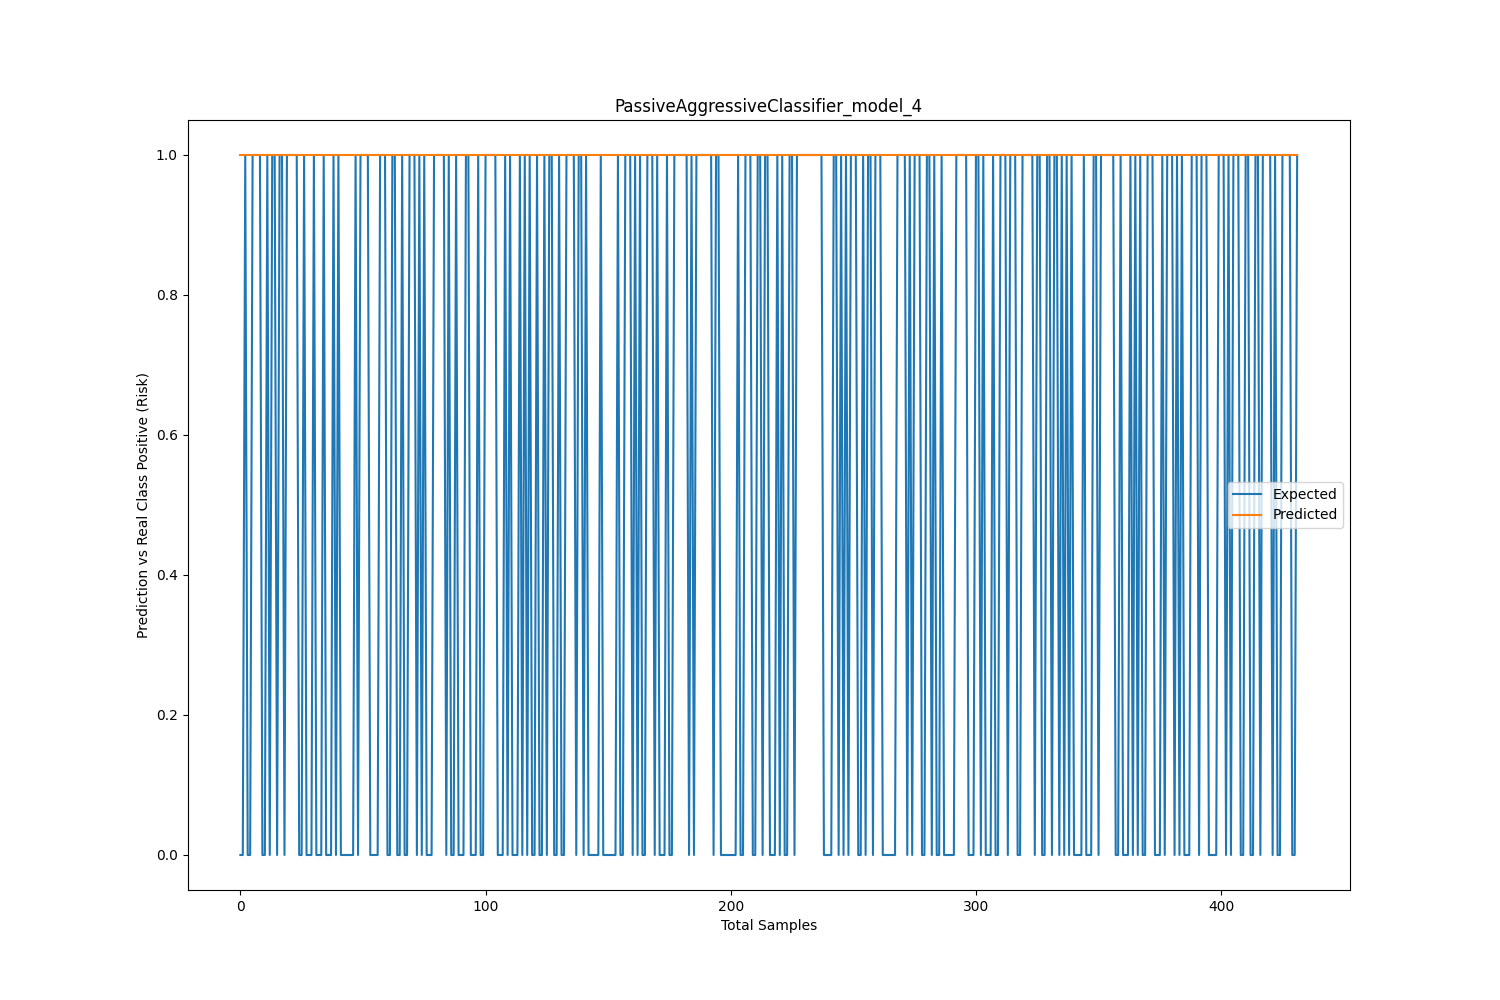 PassiveAggressiveClassifier_model_4
1.0
0.8
0.6
0.4
0.2
0.0
Prediction vs Real Class Positive (Risk)
Expected
Predicted
0
100
200
300
400
Total Samples